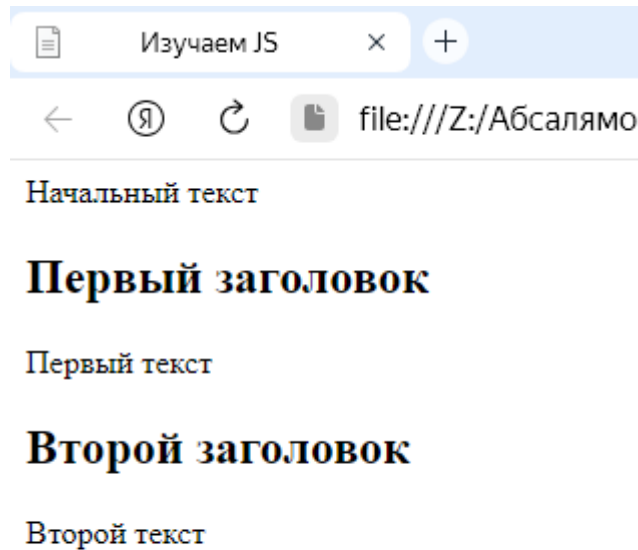 Изучаем JS
file:///Z:/Абсалямо
Начальный текст
Первый заголовок
Первый текст
Второй заголовок
Второй текст